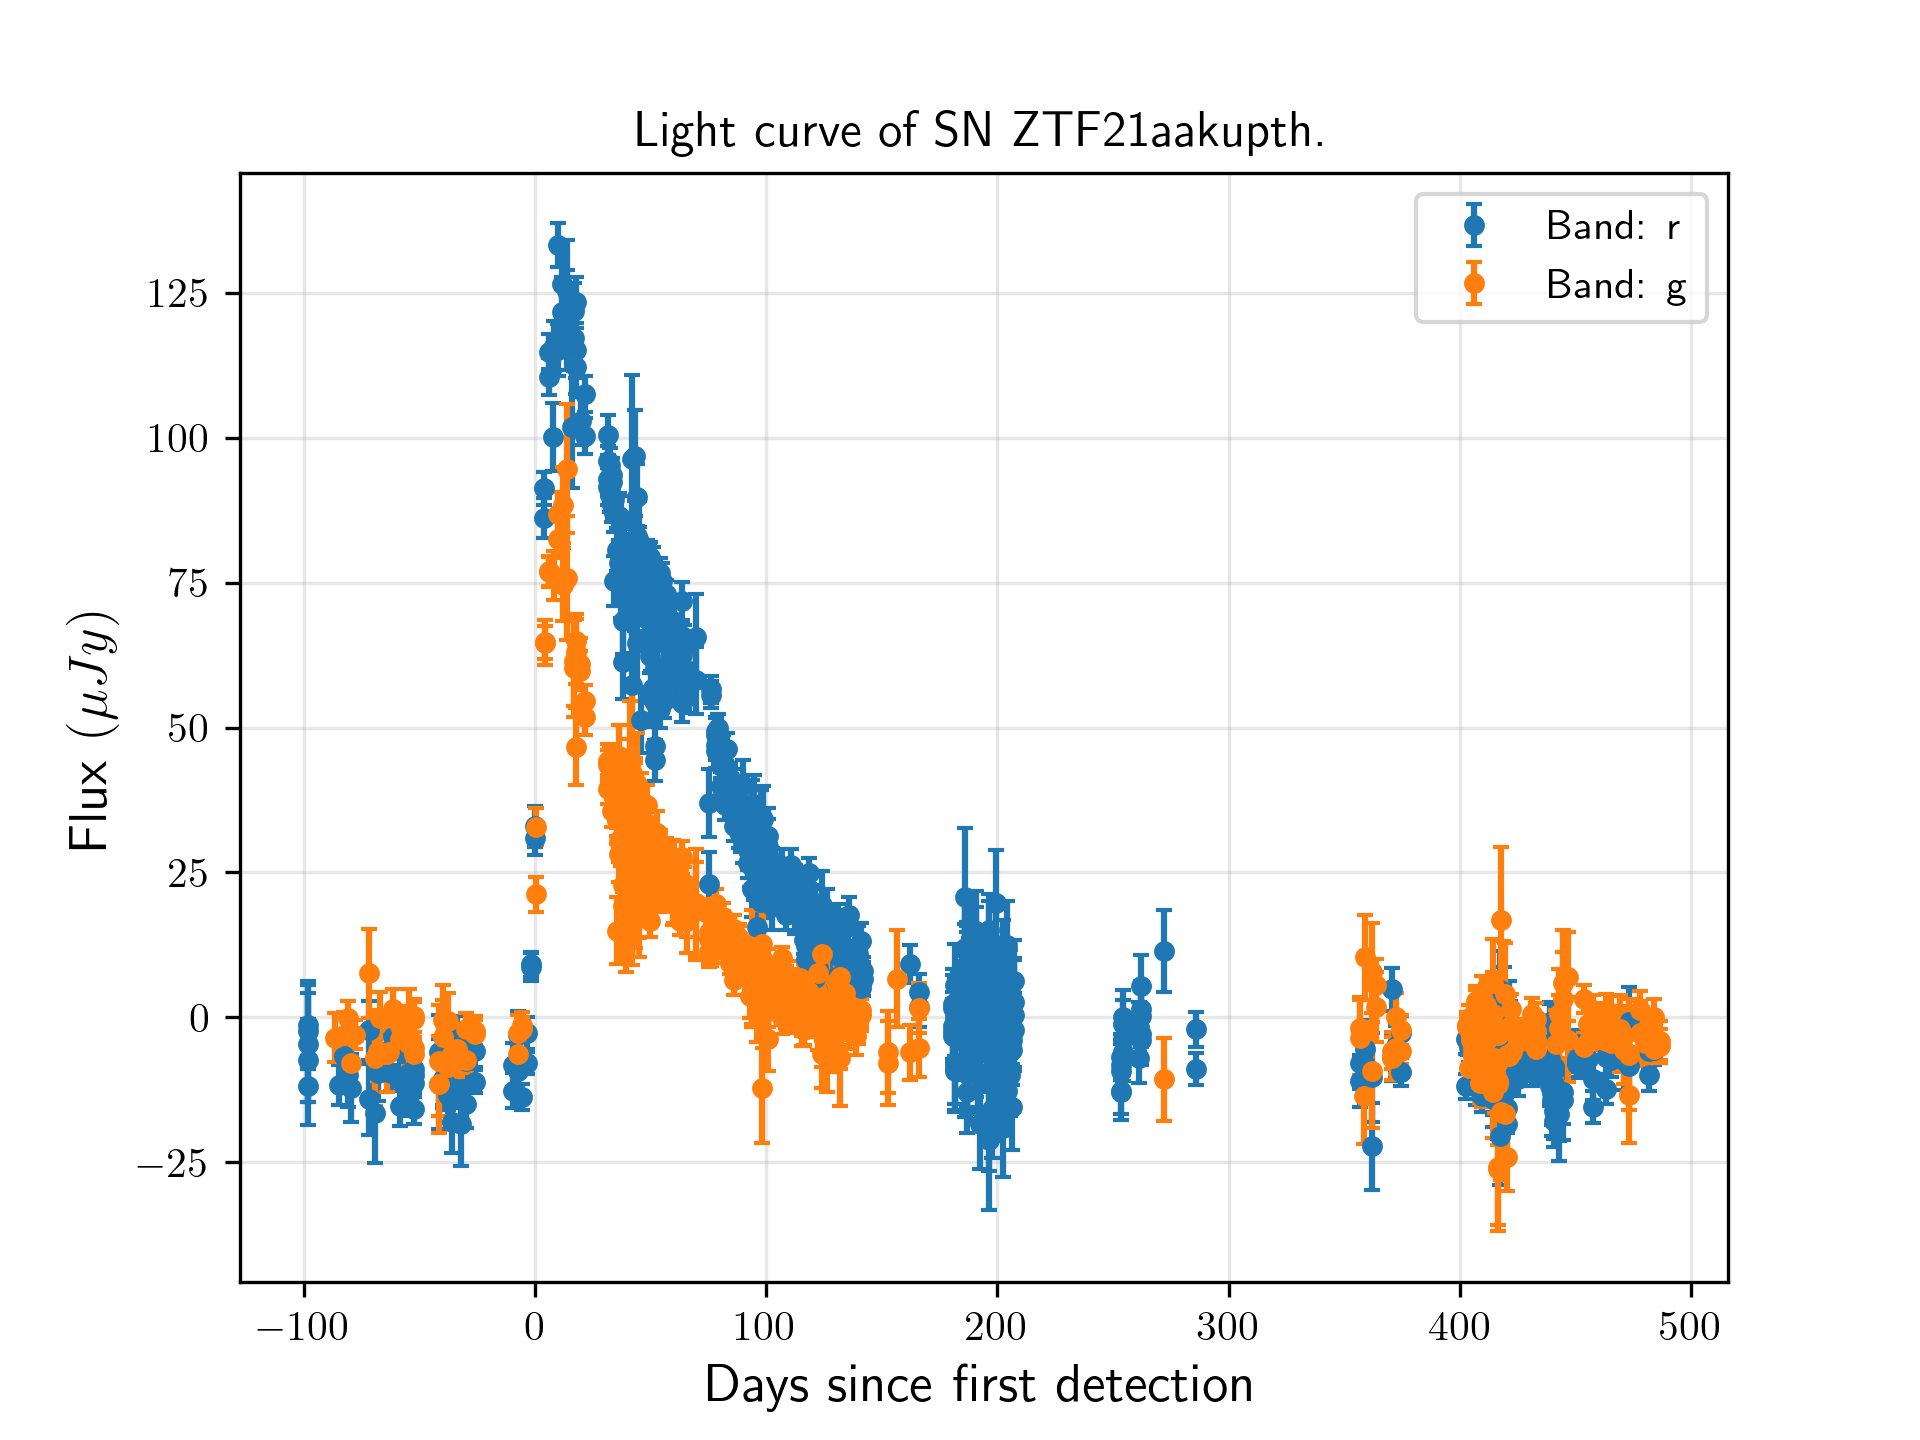 Light curve of SN ZTF21aakupth.
Band: r
Band: g
125
100
75
50
25
0
−25
Flux (μJy)
−100 0 100 200 300 400 500
Days since first detection